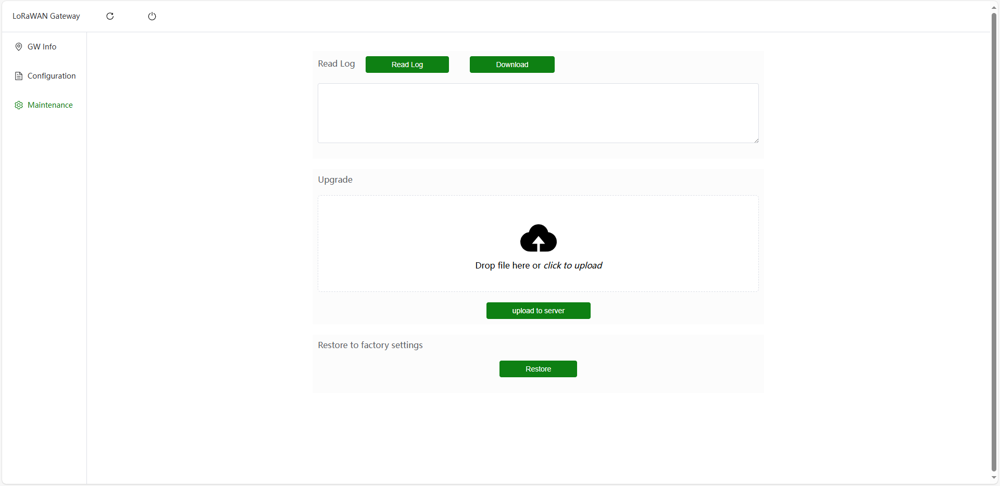 LoRaWAN Gateway
GW Info
Configuration
Maintenance
Read Log
Read Log
Download
Upgrade
Drop file here or click to upload
upload to server
Restore to factory settings
Restore